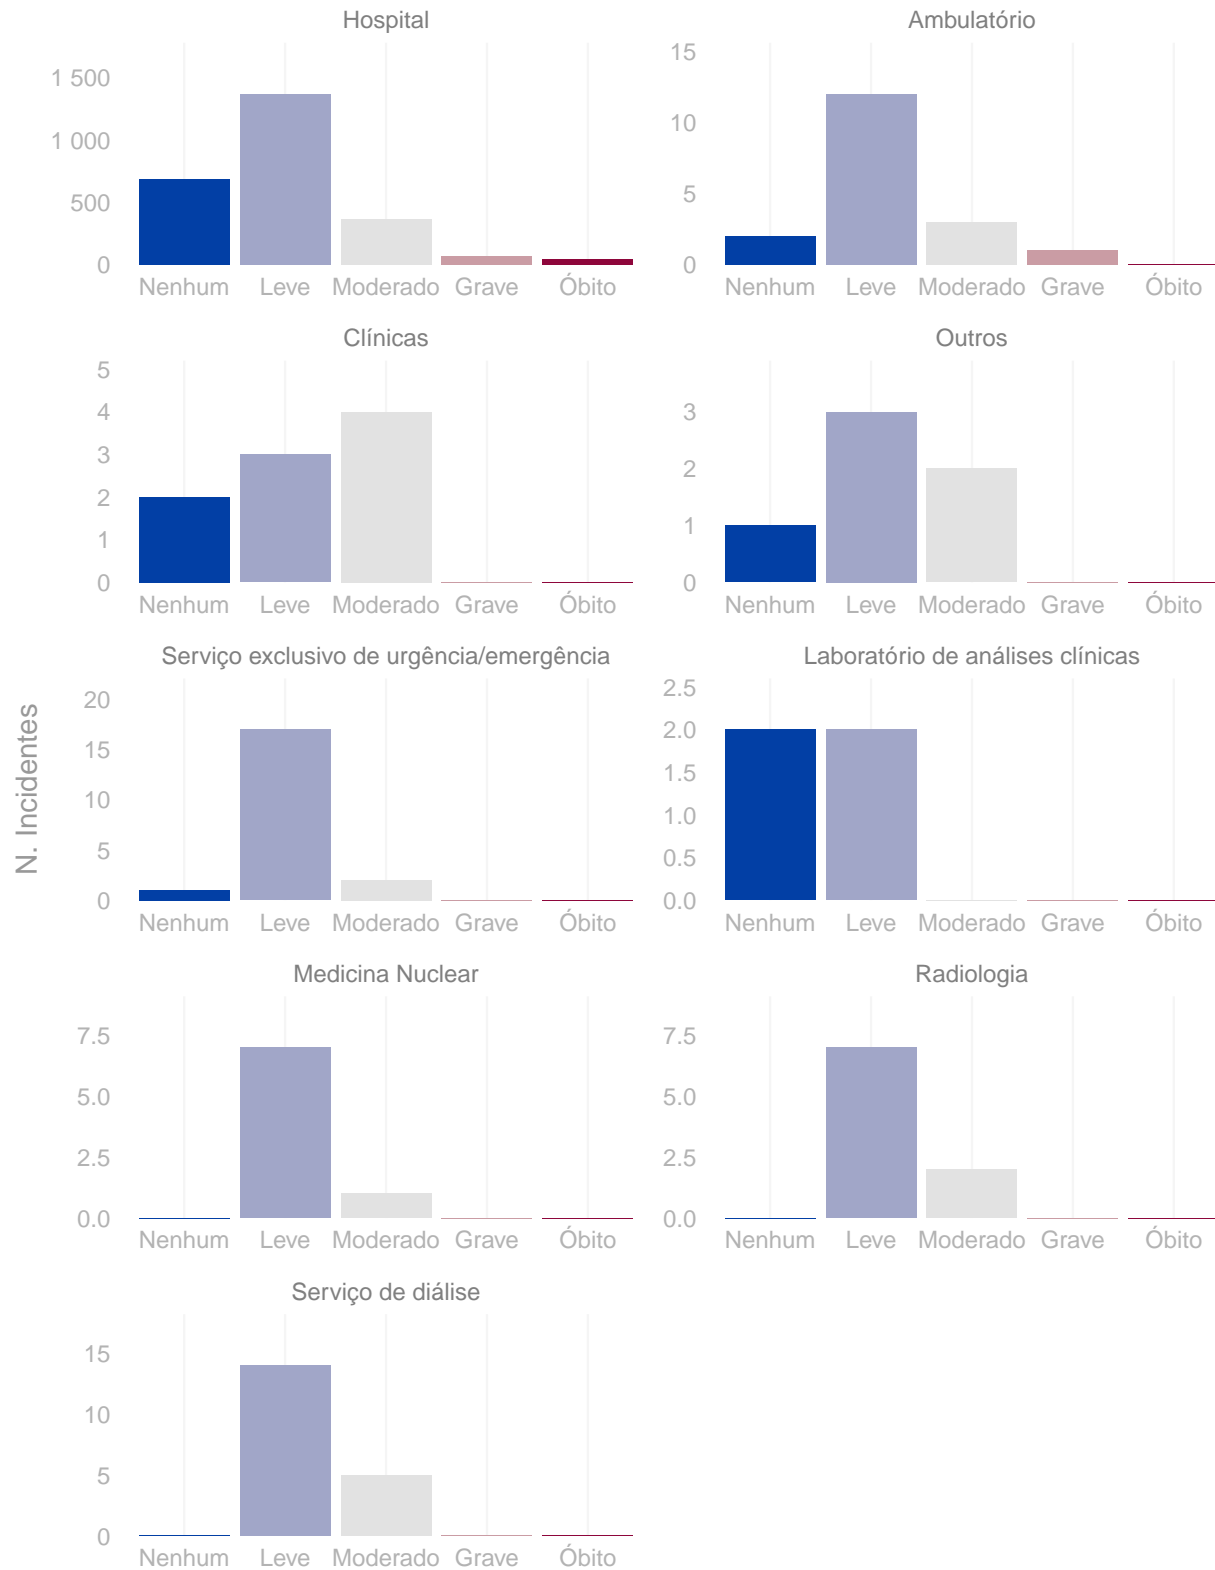 Hospital
1 500
1 000
500
0
Nenhum Leve Moderado Grave Óbito
Ambulatório
15
10
5
0
Nenhum Leve Moderado Grave Óbito
Clínicas
5
4
3
2
1
0
Nenhum Leve Moderado Grave Óbito
Outros
3
2
1
0
Nenhum Leve Moderado Grave Óbito
N. Incidentes
Serviço exclusivo de urgência/emergência
20
15
10
5
0
Nenhum Leve Moderado Grave Óbito
Laboratório de análises clínicas
2.5
2.0
1.5
1.0
0.5
0.0
Nenhum Leve Moderado Grave Óbito
Medicina Nuclear
7.5
5.0
2.5
0.0
Nenhum Leve Moderado Grave Óbito
Radiologia
7.5
5.0
2.5
0.0
Nenhum Leve Moderado Grave Óbito
Serviço de diálise
15
10
5
0
Nenhum Leve Moderado Grave Óbito